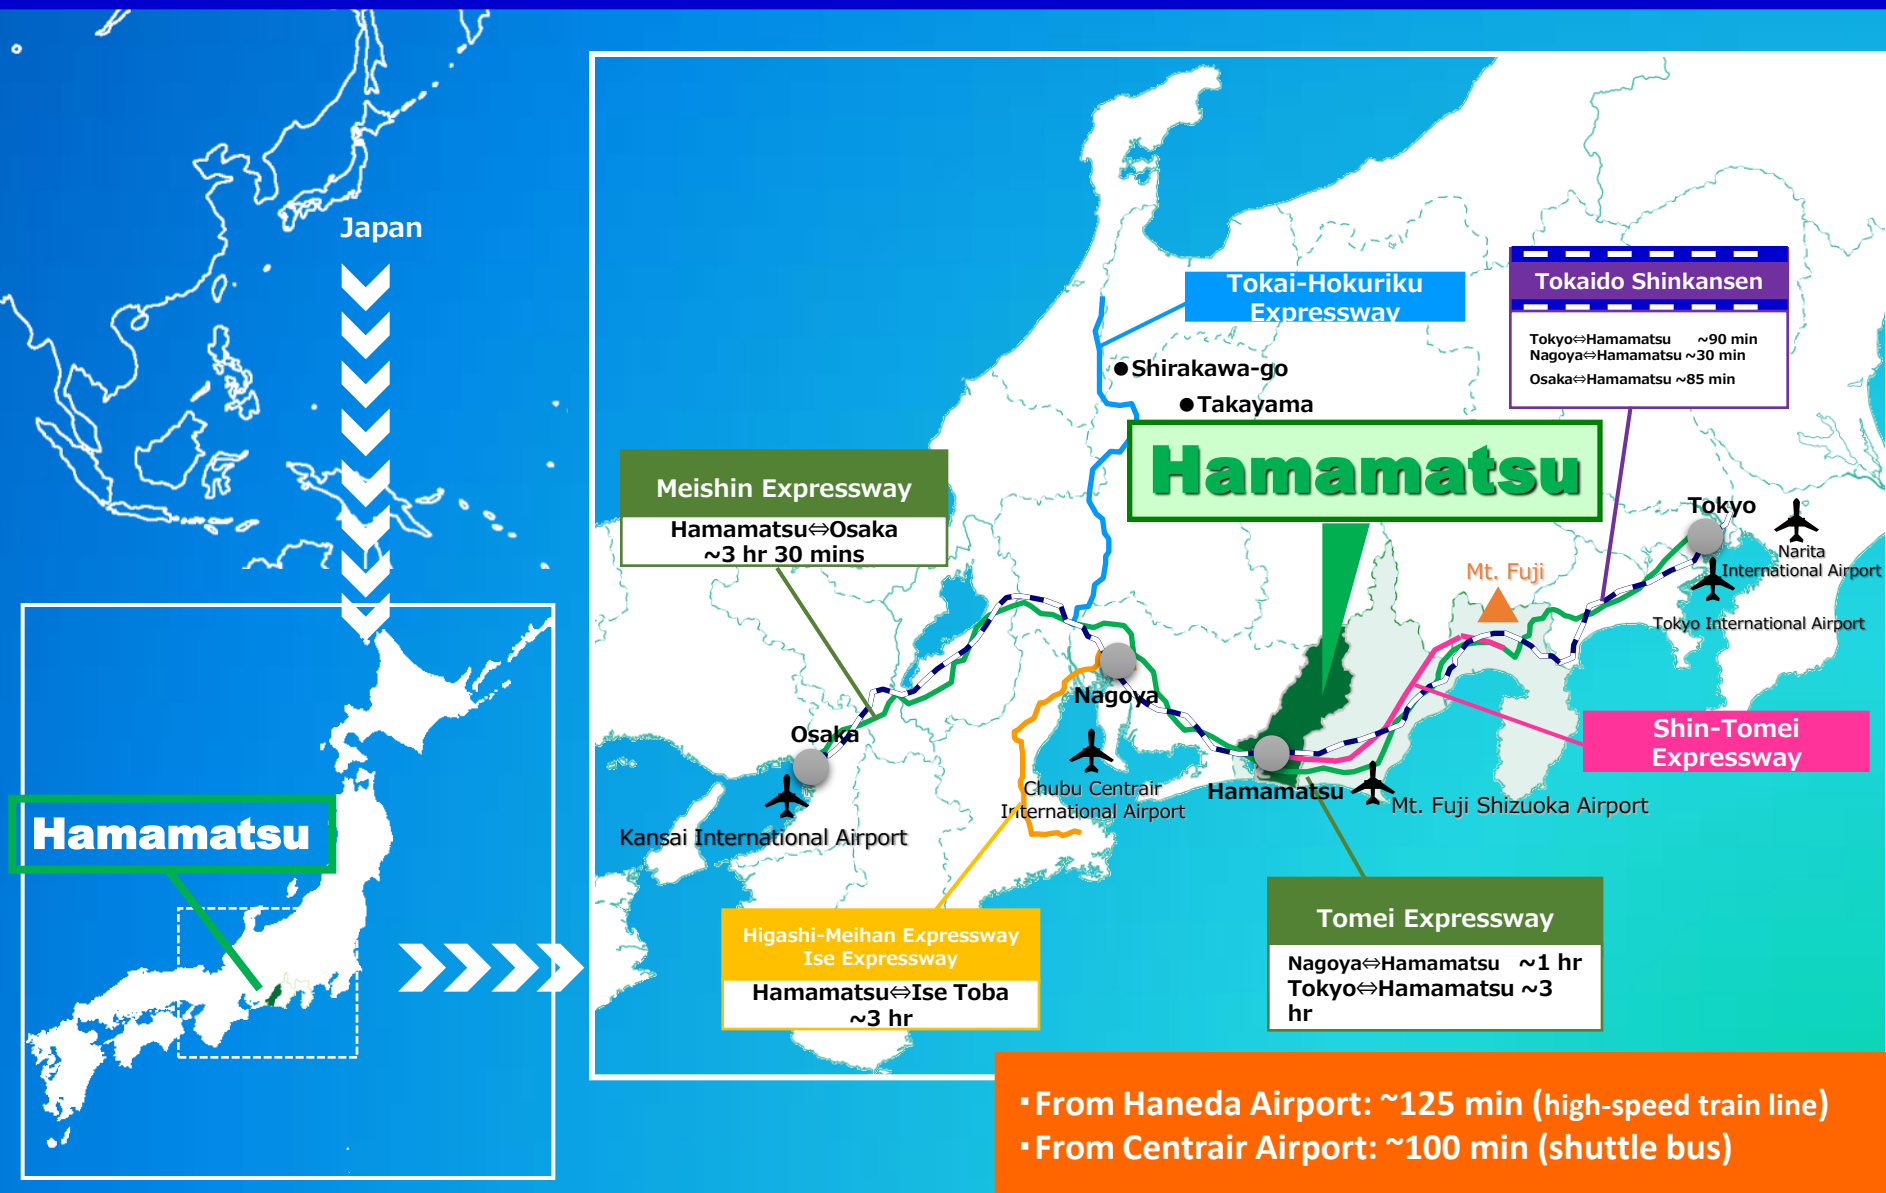 Japan
Hamamatsu
Tokai-Hokuriku
Expressway
Tokaido Shinkansen
Tokyo⇔Hamamatsu ~90 min
Nagoya⇔Hamamatsu ~30 min
Osaka⇔Hamamatsu ~85 min
Shirakawa-go
Takayama
Hamamatsu
Meishin Expressway
Hamamatsu⇔Osaka
~3 hr 30 mins
Tokyo
Narita
International Airport
Mt. Fuji
Tokyo International Airport
Nagoya
Osaka
Shin-Tomei
Expressway
Chubu Centrair
International Airport
Hamamatsu
Mt. Fuji Shizuoka Airport
Kansai International Airport
Higashi-Meihan Expressway
Ise Expressway
Hamamatsu⇔Ise Toba
~3 hr
Tomei Expressway
Nagoya⇔Hamamatsu ~1 hr
Tokyo⇔Hamamatsu ~3
hr
・From Haneda Airport: ~125 min (high-speed train line)
・From Centrair Airport: ~100 min (shuttle bus)